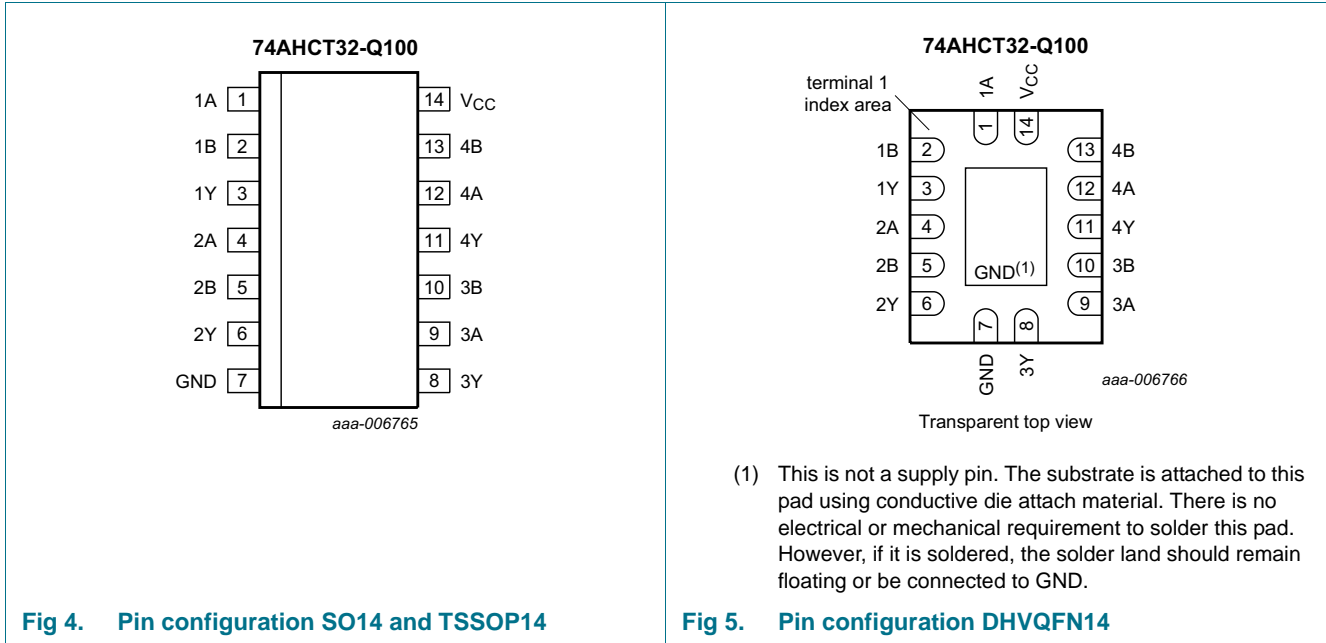 74AHCT32-Q100
1A 1 14 VCC
1B 2 13 4B
1Y 3 12 4A
2A 4 11 4Y
2B 5 10 3B
2Y 6 9 3A
GND 7 8 3Y
aaa-006765
Fig 4. Pin configuration SO14 and TSSOP14
74AHCT32-Q100
terminal 1
index area
1A VCC
1 14
1B 2 13 4B
1Y 3 12 4A
2A 4 11 4Y
2B 5 10 3B
GND(1)
2Y 6 9 3A
7 8
GND 3Y
aaa-006766
Transparent top view
(1) This is not a supply pin. The substrate is attached to this
pad using conductive die attach material. There is no
electrical or mechanical requirement to solder this pad.
However, if it is soldered, the solder land should remain
floating or be connected to GND.
Fig 5. Pin configuration DHVQFN14